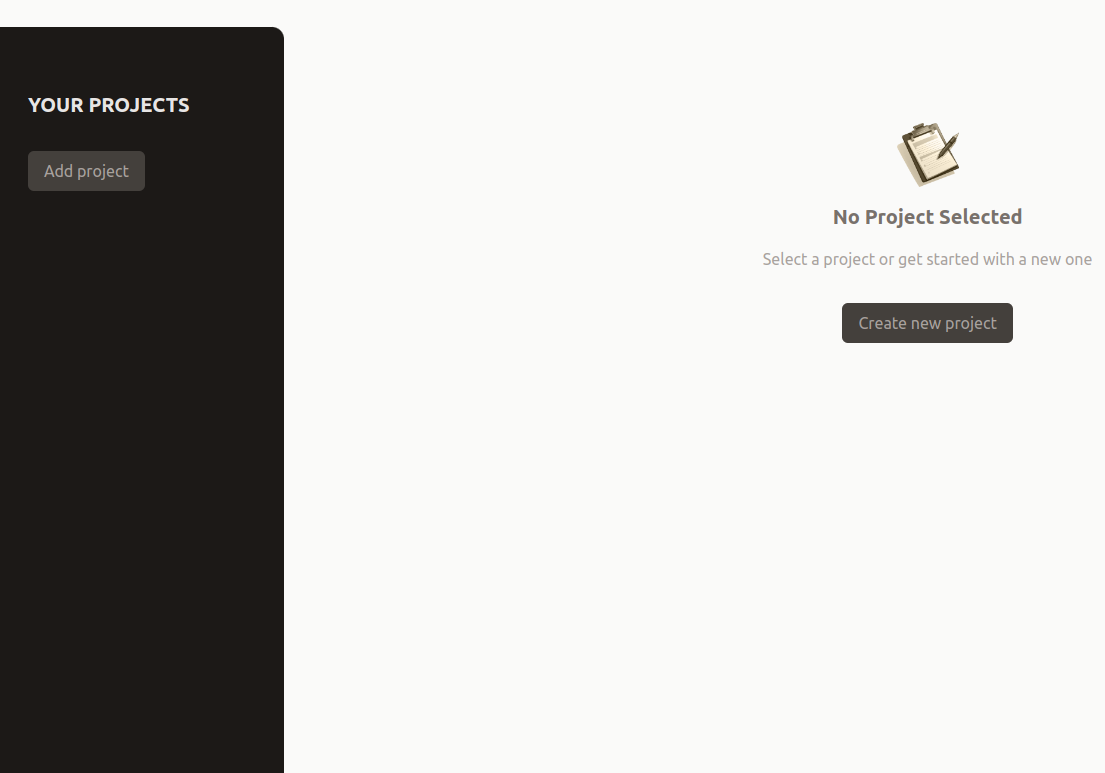 YOUR PROJECTS
Add project
No Project Selected
Select a project or get started with a new one
Create new project